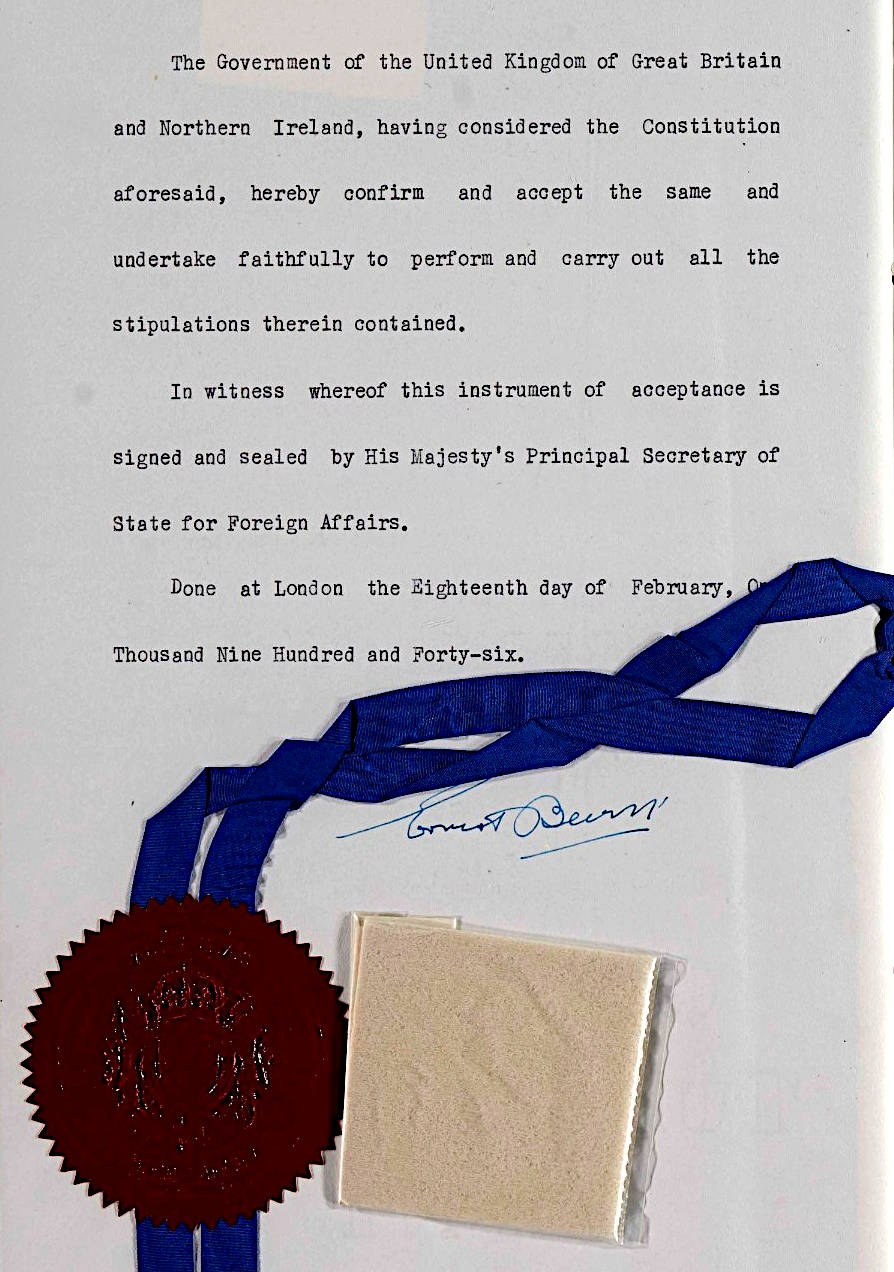 The Government of the United Kingdom of Great Britain
and Northern Ireland, having considered the Constitution
aforesaid, hereby confirm and accept the same and
undertake faithfully to perform and carry out all the
stipulations therein contained.
In witness whereof this instrument of acceptance is
signed and sealed by His Majesty's Principal Secretary of
State for Foreign Affairs.
Done at London the Eighteenth day of February,
Thousand Nine Hundred and Forty-six.
Ernest Bevin